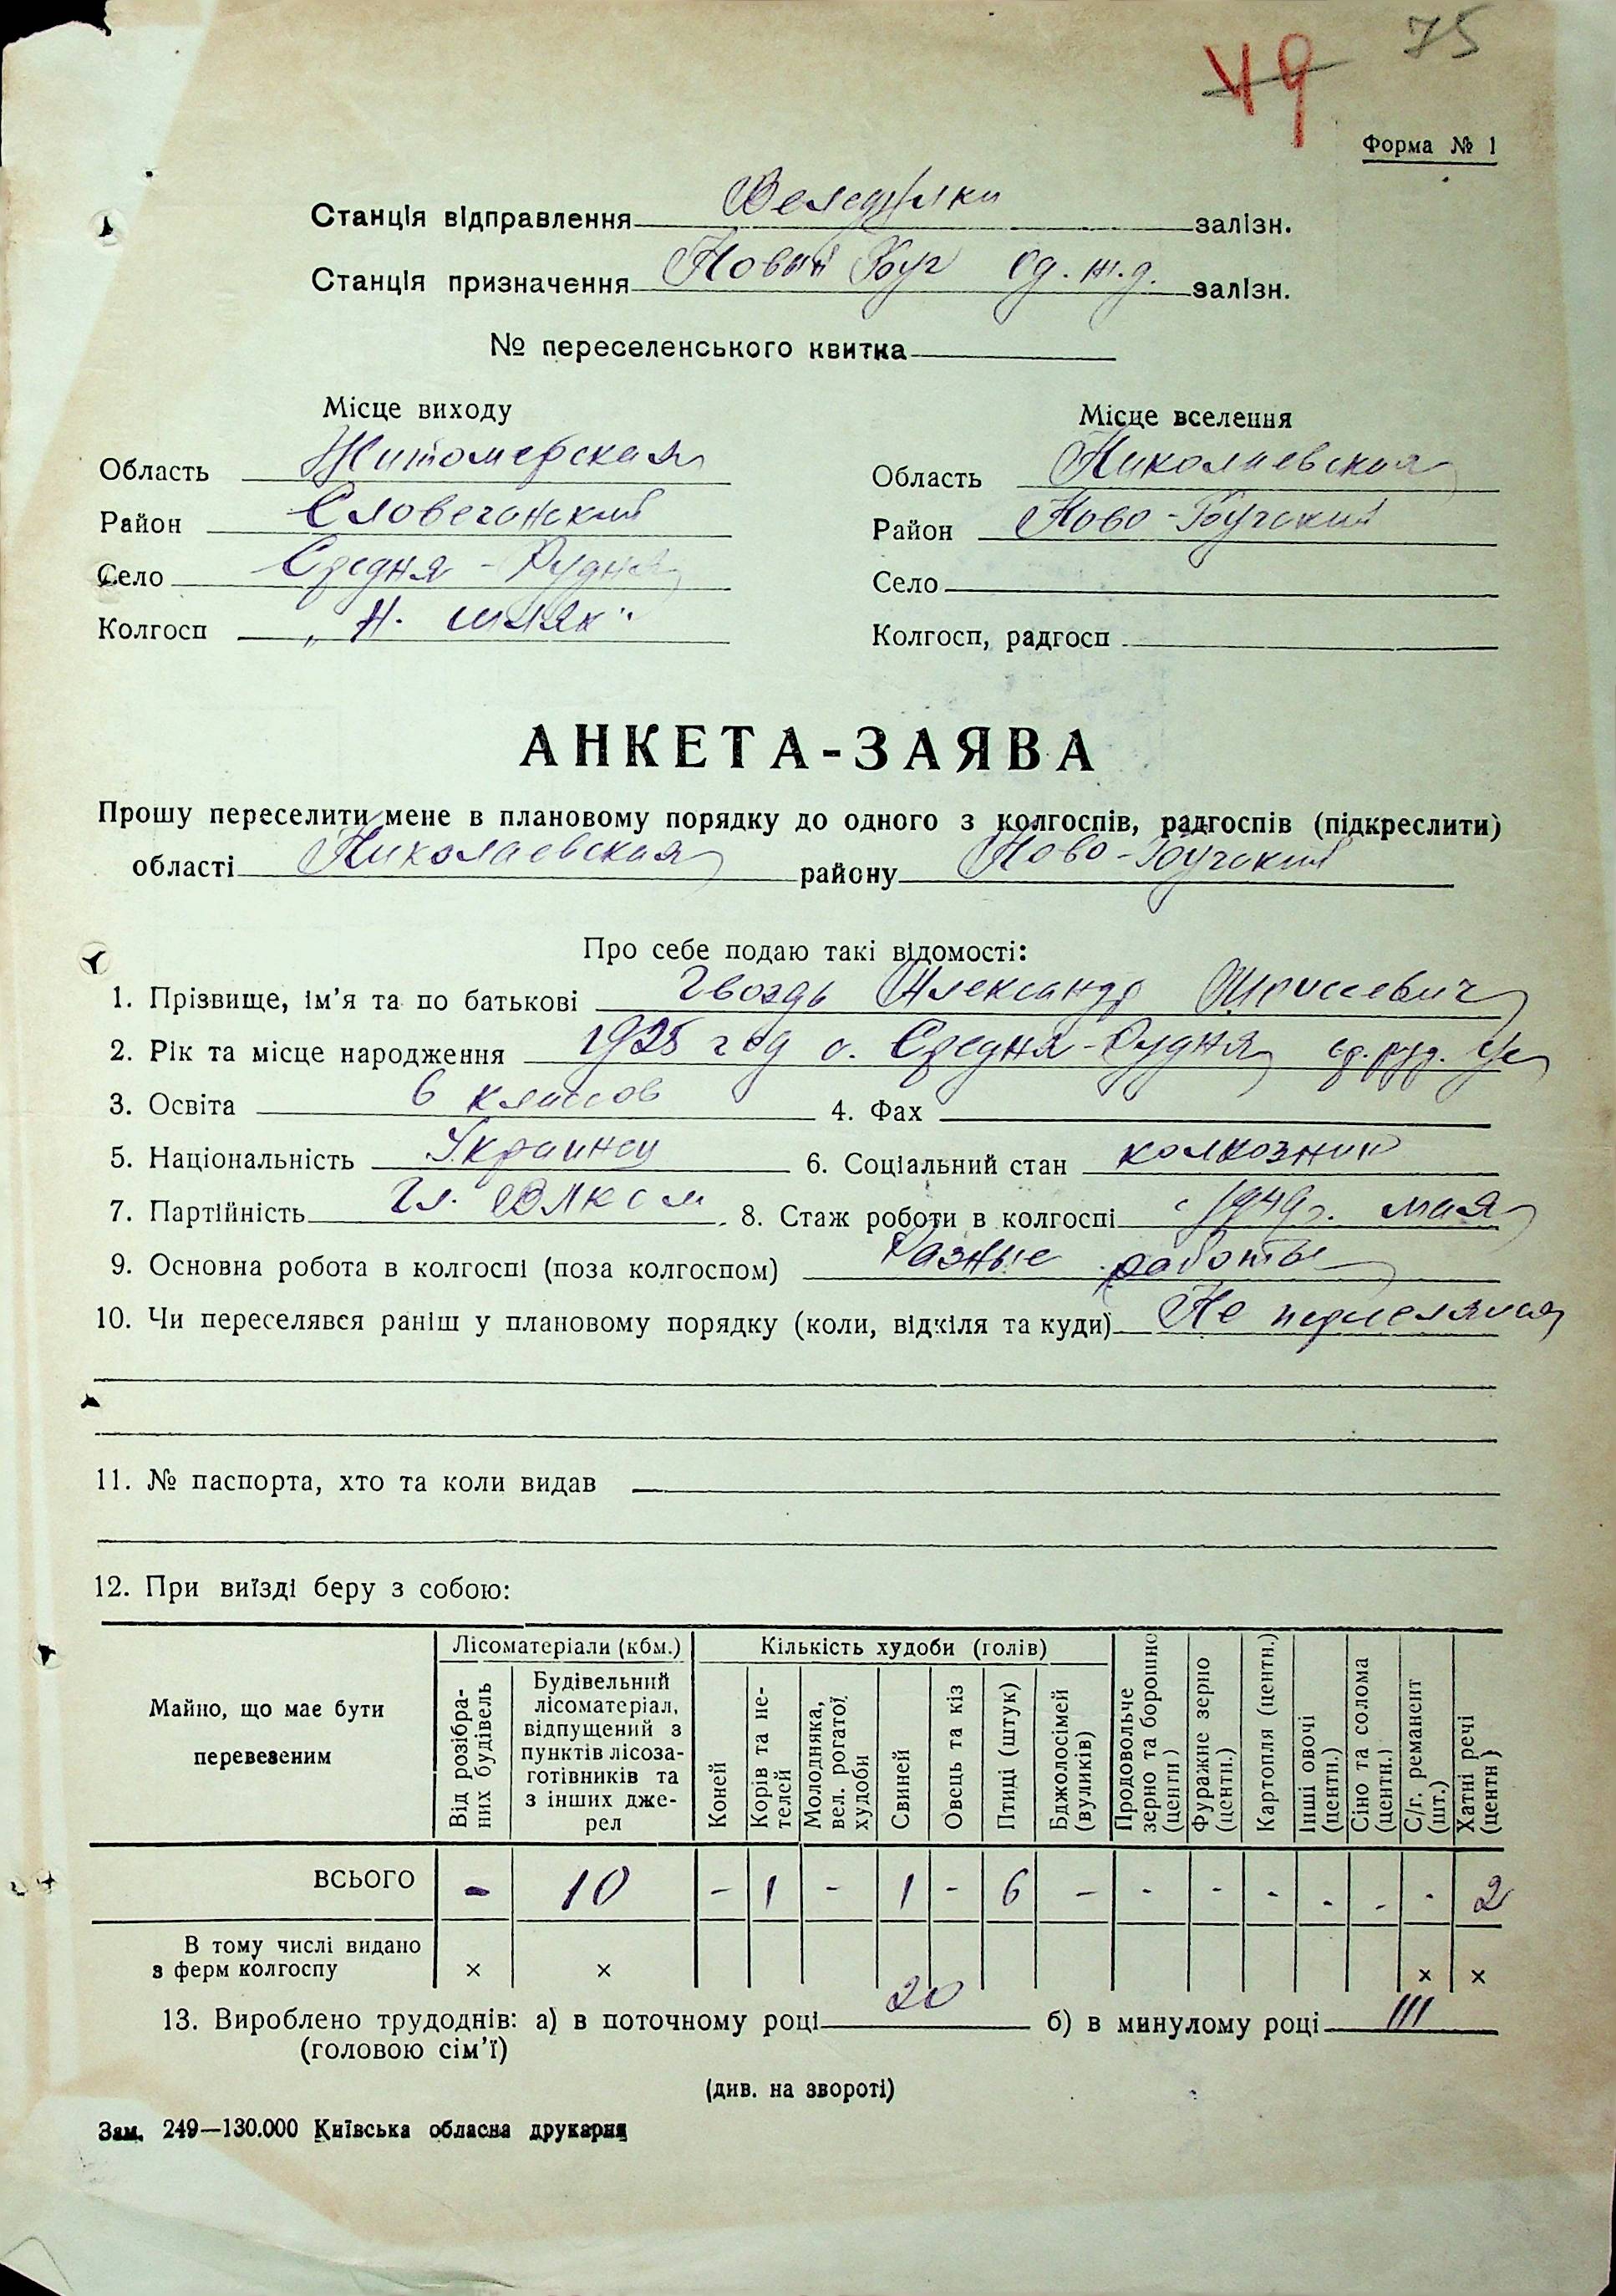 49 75
Форма № 1
Станція відправлення Веледники залізн.
Станція призначення Новый Буг Од. ж.д. залізн.
№ переселенського квитка
Місце виходу Місце вселення
Область Житомерская Область Николаевская
Район Словечанский Район Ново-Бугский
Село Средня-Рудня Село
Колгосп „Н. шлях" Колгосп, радгосп
АНКЕТА-ЗАЯВА
Прошу переселити мене в плановому порядку до одного з колгоспів, радгоспів (підкреслити)
області Николаевская району Ново-Бугский
Про себе подаю такі відомості:
1. Прізвище, ім’я та по батькові Гвоздь Александр
2. Рік та місце народження 1925 год с. Средня-Рудня
3. Освіта 6 классов 4. Фах
5. Національність Украинец 6. Соціальний стан колхозник
7. Партійність Чл. ВЛКСМ 8. Стаж роботи в колгоспі с 1949 г. мая
9. Основна робота в колгоспі (поза колгоспом) Разные работы
10. Чи переселявся раніш у плановому порядку (коли, відкіля та куди) Не переселялся
11. № паспорта, хто та коли видав
12. При виїзді беру з собою:
Майно, що має бути перевезеним
Лісоматеріали (кбм.)
Від розібраних будівель
Будівельний лісоматеріал, відпущений з пунктів лісозаготівників та з інших джерел
Кількість худоби (голів)
Коней
Корів та нетелей
Молодняка, вел. рогатої худоби
Свиней
Овець та кіз
Птиці (штук)
Бджолосімей (вуликів)
Продовольче зерно та борошно (центн.)
Фуражне зерно (центн.)
Картопля (центн.)
Інші овочі (центн.)
Сіно та солома (центн.)
С/г. реманент (шт.)
Хатні речі (центн.)
ВСЬОГО - 10 - 1 - 1 - 6 - - - - - - - 2
В тому числі видано
з ферм колгоспу × × × ×
13. Вироблено трудоднів: а) в поточному році 20 б) в минулому році 111
(головою сім’ї)
(див. на звороті)
Зам. 249—130.000 Київська обласна друкарня